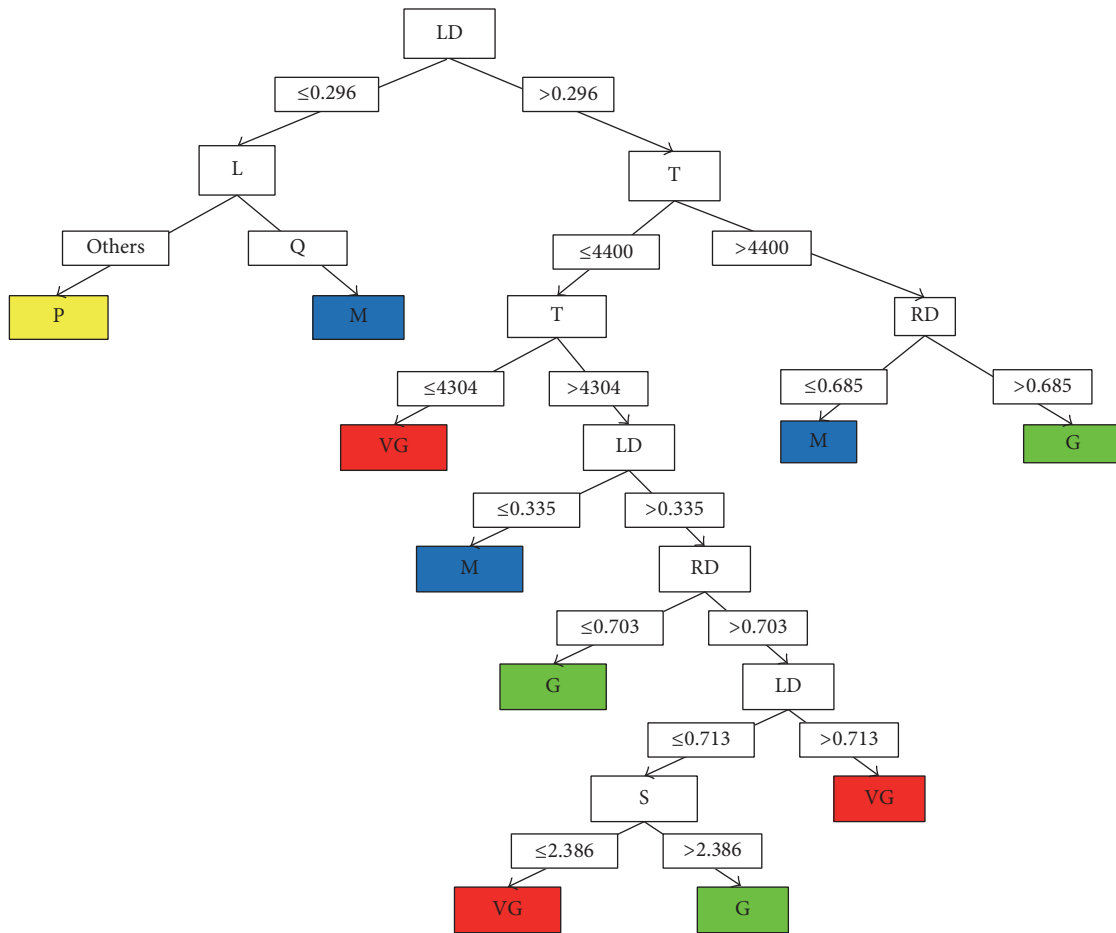 LD
≤0.296
>0.296
L
T
Others
Q
≤4400
>4400
P
M
T
RD
≤4304
>4304
≤0.685
>0.685
VG
LD
M
G
≤0.335
>0.335
M
RD
≤0.703
>0.703
G
LD
≤0.713
>0.713
S
VG
≤2.386
>2.386
VG
G